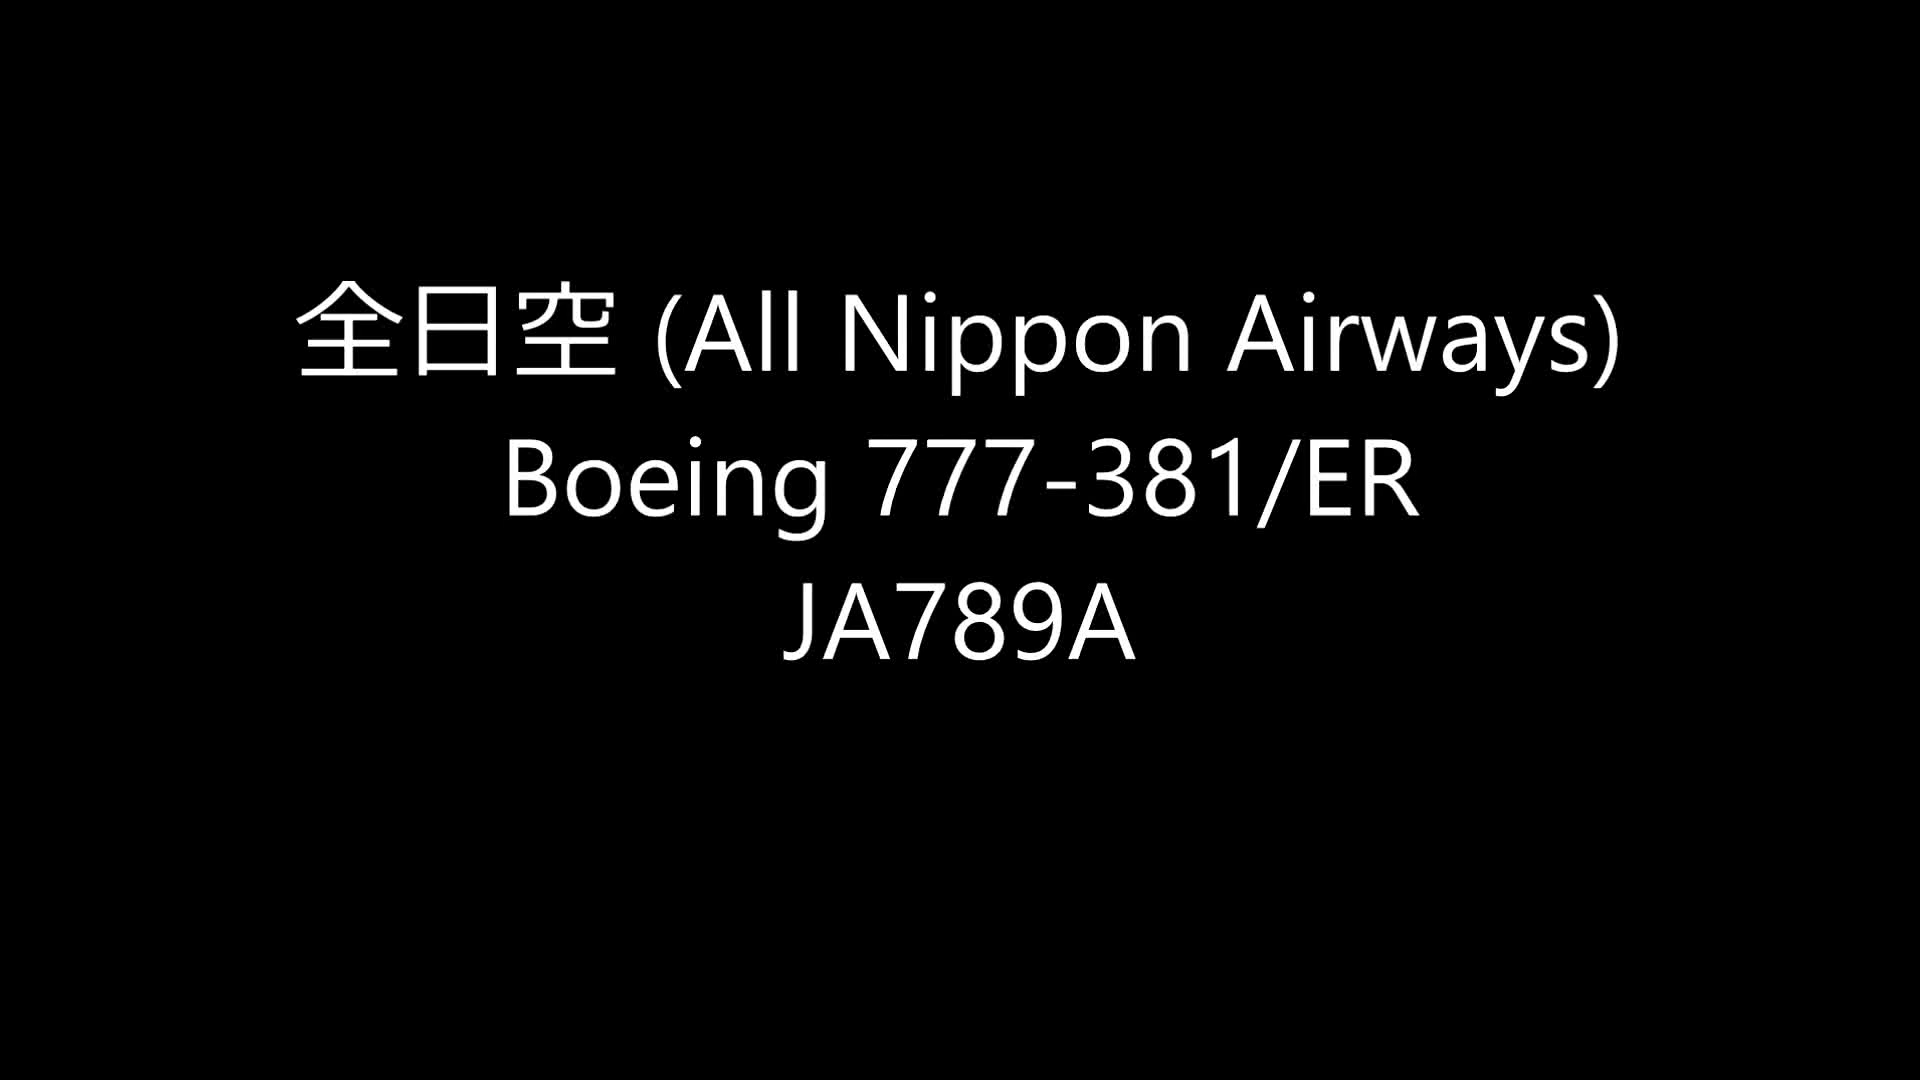 全日空 (All Nippon Airways)
Boeing 777-381/ER
JA789A